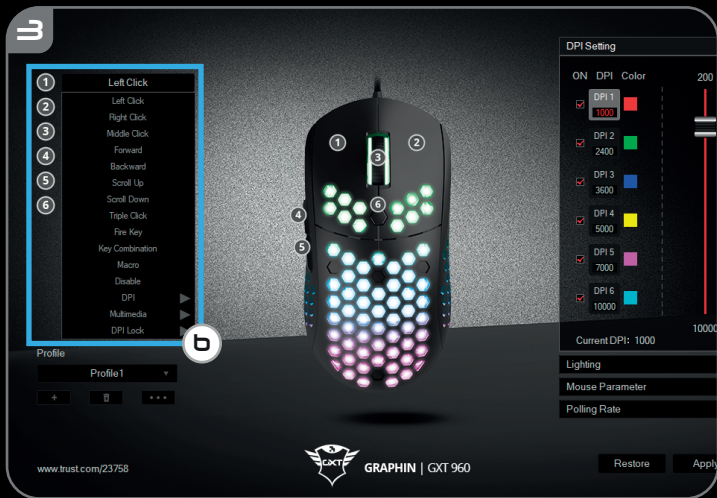 3
1
2
3
4
5
6
Left Click
Left Click
Right Click
Middle Click
Forward
Backward
Scroll Up
Scroll Down
Triple Click
Fire Key
Key Combination
Macro
Disable
DPI
Multimedia
DPI Lock
b
Profile
Profile1
+
•••
1
2
3
4
5
6
DPI Setting
ON DPI Color
200
DPI 1
1000
DPI 2
2400
DPI 3
3600
DPI 4
5000
DPI 5
7000
DPI 6
10000
10000
Current DPI: 1000
Lighting
Mouse Parameter
Polling Rate
www.trust.com/23758
GXT
GRAPHIN | GXT 960
Restore
Apply